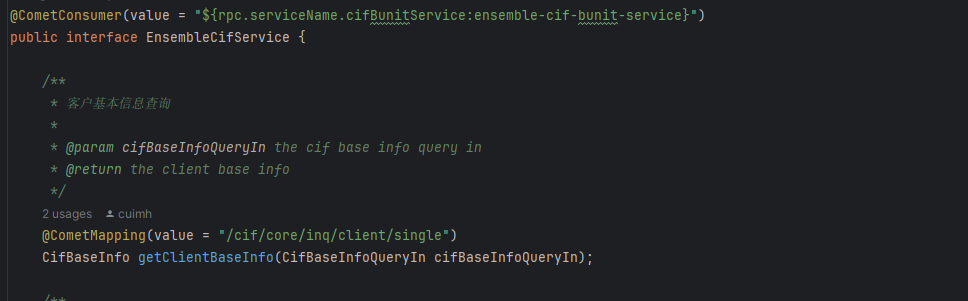 @CometConsumer(value = "${rpc.serviceName.cifBunitService:ensemble-cif-bunit-service}")
public interface EnsembleCifService {
/**
* 客户基本信息查询
*
* @param cifBaseInfoQueryIn the cif base info query in
* @return the client base info
*/
2 usages cuimh
@CometMapping(value = "/cif/core/inq/client/single")
CifBaseInfo getClientBaseInfo(CifBaseInfoQueryIn cifBaseInfoQueryIn);
/**